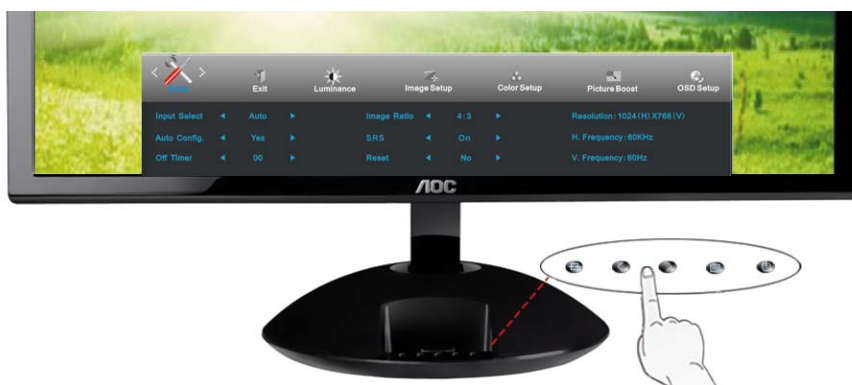 Exit
Luminance
Image Setup
Color Setup
Picture Boost
OSD Setup
Input Select Auto Image Ratio 4:3 Resolution:1024(H)X768(V)
Auto Config. Yes SRS On H. Frequency:60KHz
Off Timer 00 Reset No V. Frequency:60Hz
AOC